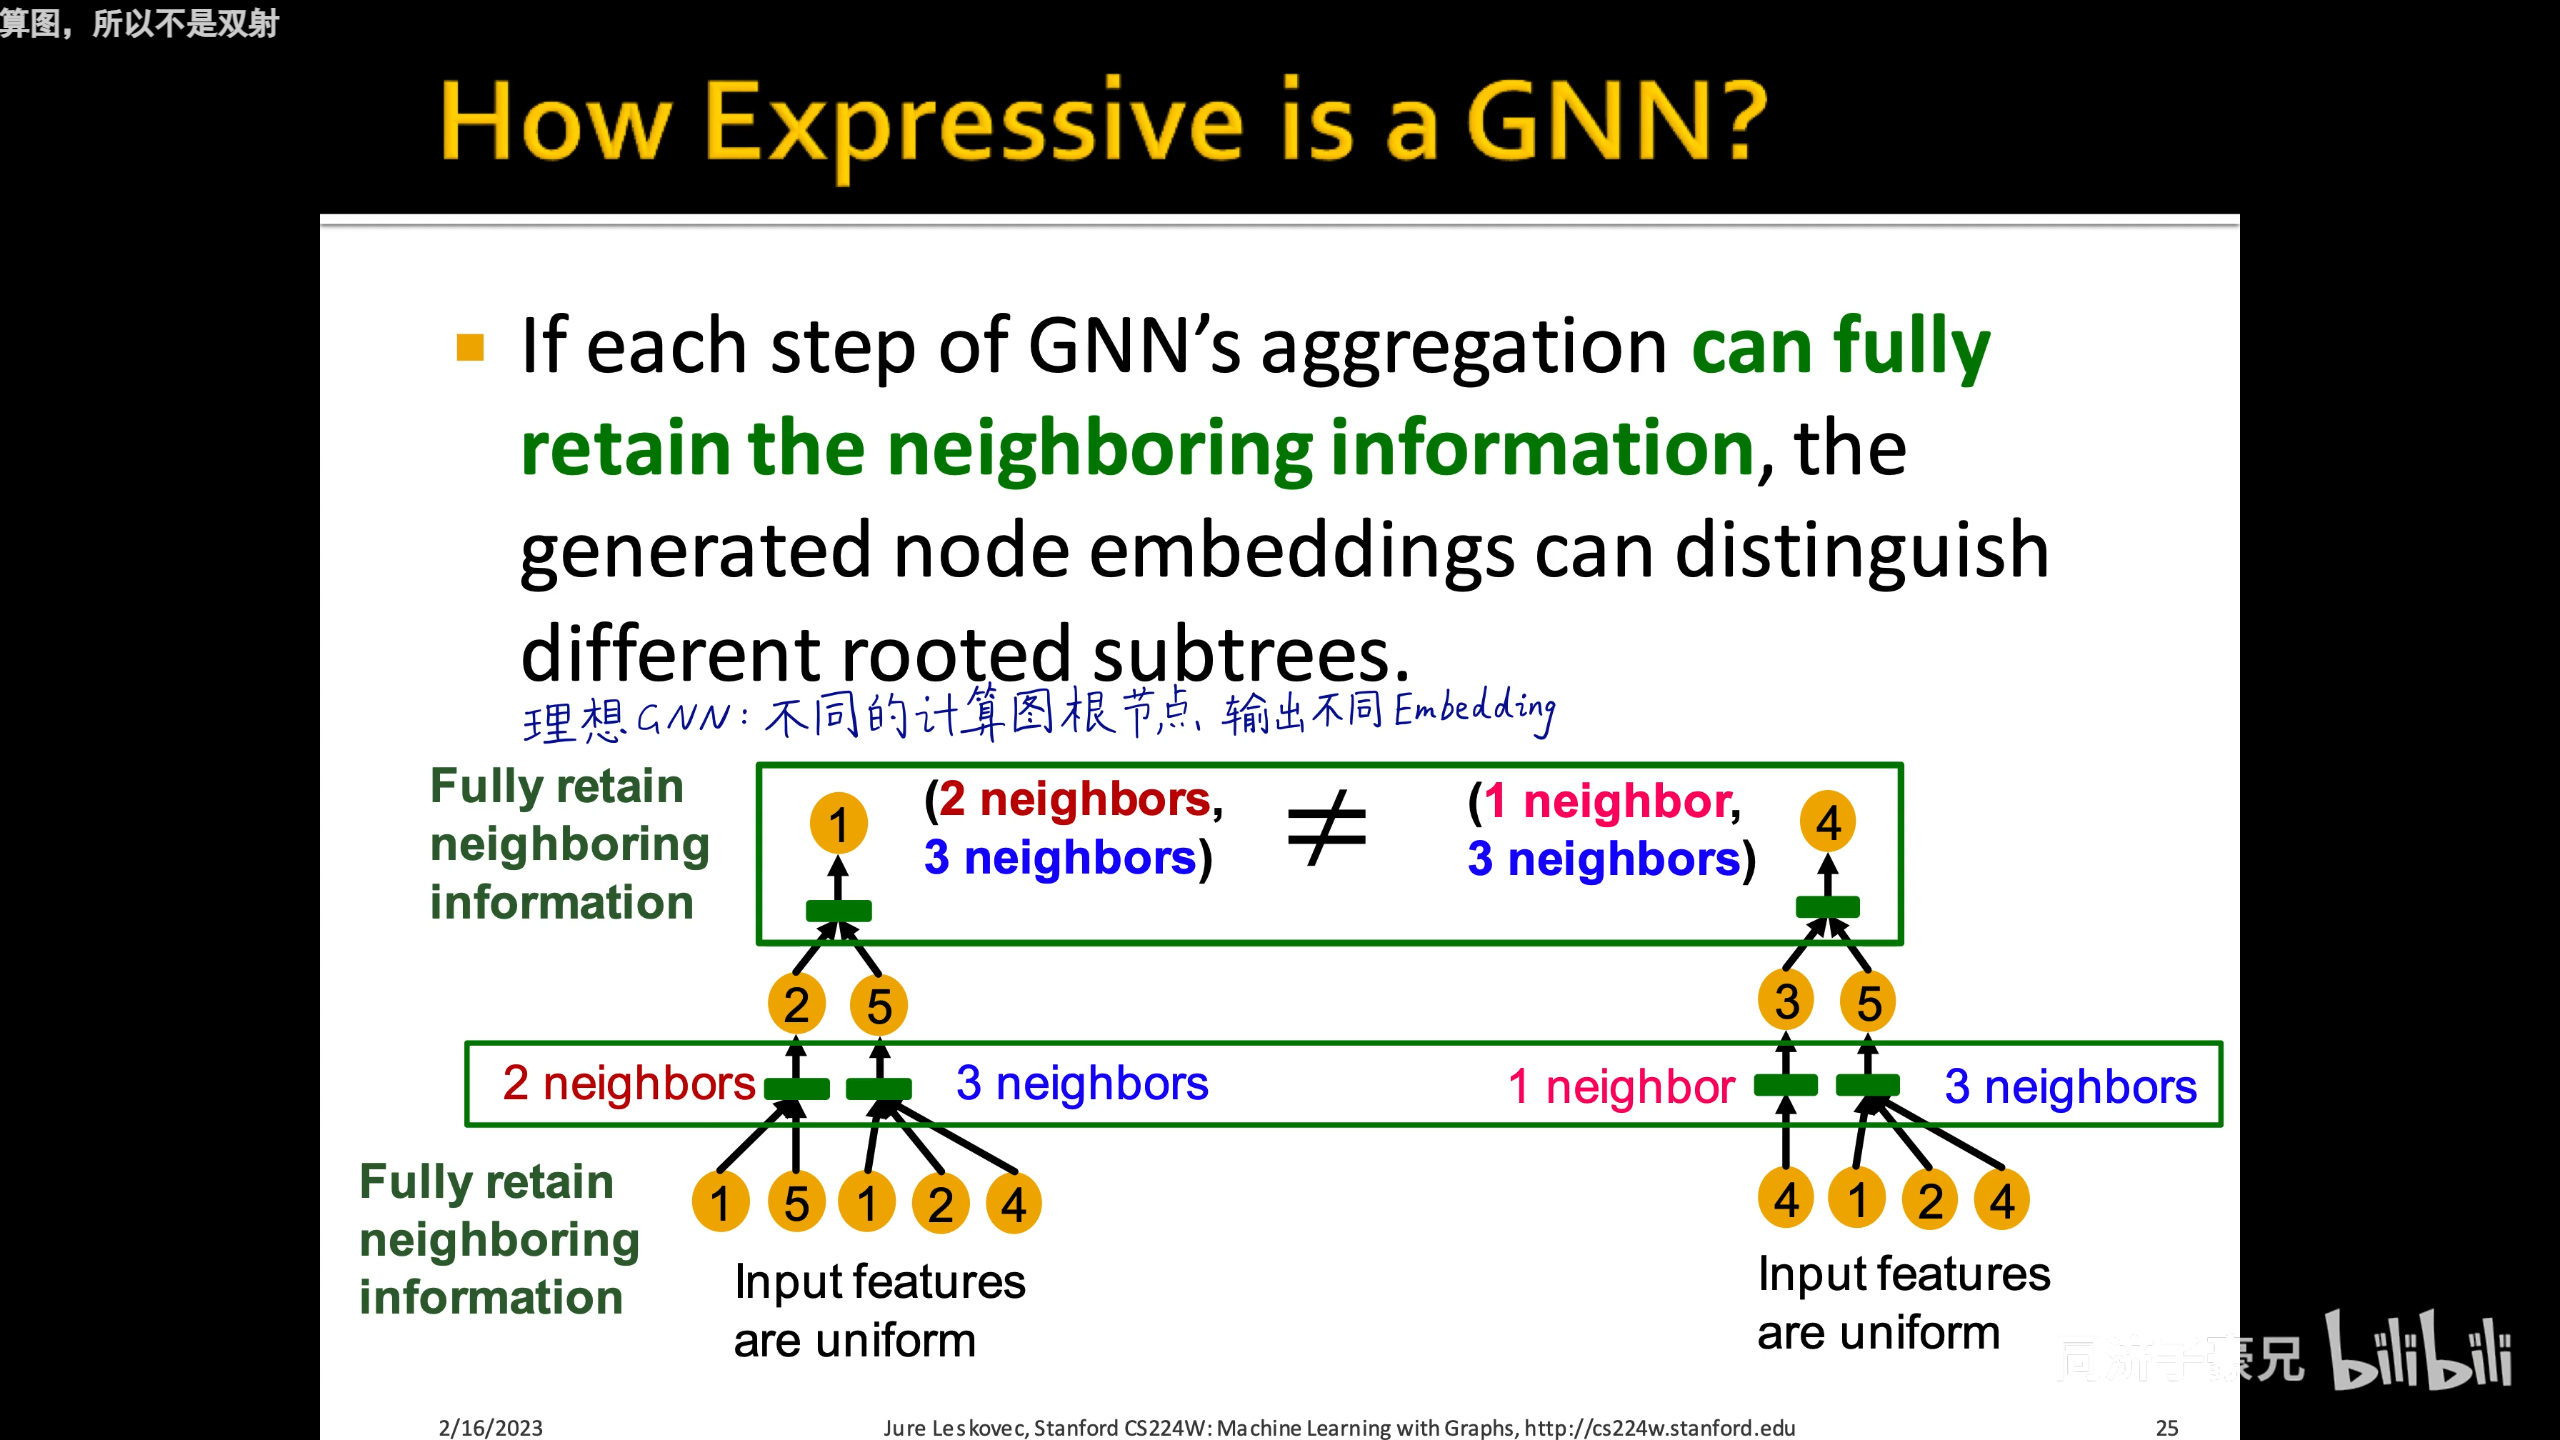 算图，所以不是双射
How Expressive is a GNN?
If each step of GNN's aggregation can fully
retain the neighboring information, the
generated node embeddings can distinguish
different rooted subtrees.
理想GNN: 不同的计算图根节点、输出不同Embedding
Fully retain
neighboring
information
1
(2 neighbors,
3 neighbors)
≠
(1 neighbor,
3 neighbors)
4
2 5
3 5
2 neighbors
3 neighbors
1 neighbor
3 neighbors
Fully retain
neighboring
information
1 5 1 2 4
4 1 2 4
Input features
are uniform
Input features
are uniform
同济子豪兄 bilibili
2/16/2023
Jure Leskovec, Stanford CS224W: Machine Learning with Graphs, http://cs224w.stanford.edu
25